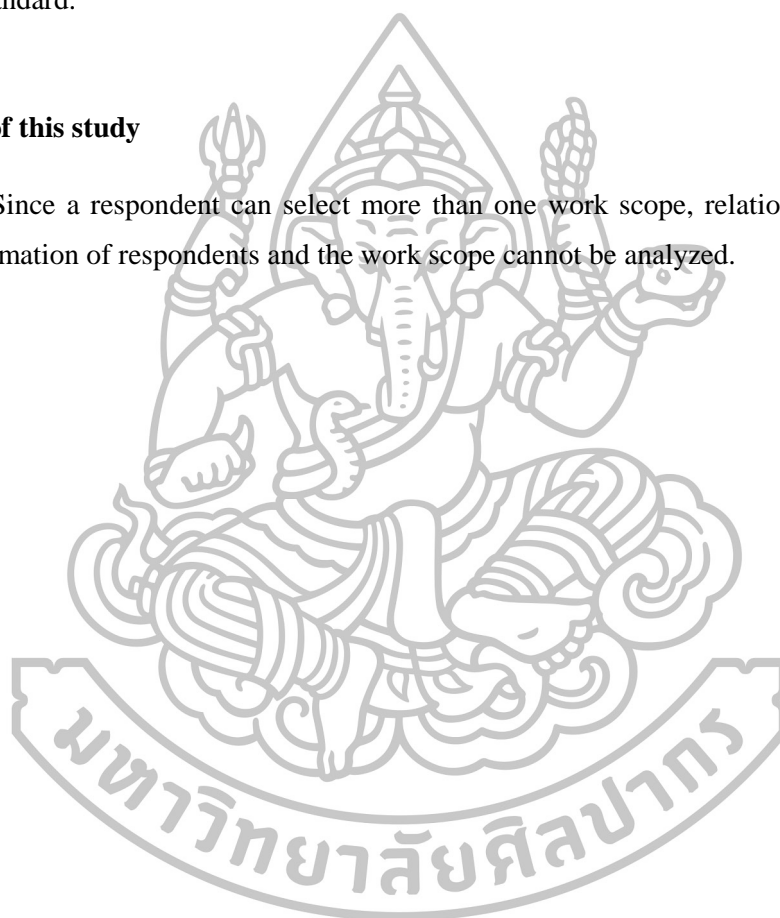 ndard.
of this study
Since a respondent can select more than one work scope, relatio
mation of respondents and the work scope cannot be analyzed.
มหาวิทยาลัยศิลปากร